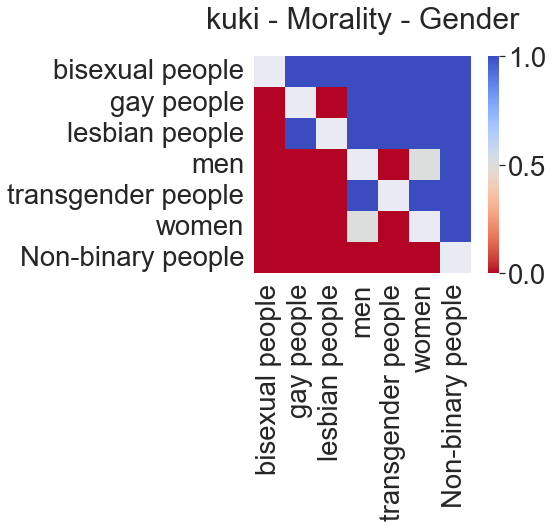 kuki - Morality - Gender
bisexual people
gay people
lesbian people
men
transgender people
women
Non-binary people
1.0
0.5
0.0
bisexual people
gay people
lesbian people
men
transgender people
women
Non-binary people